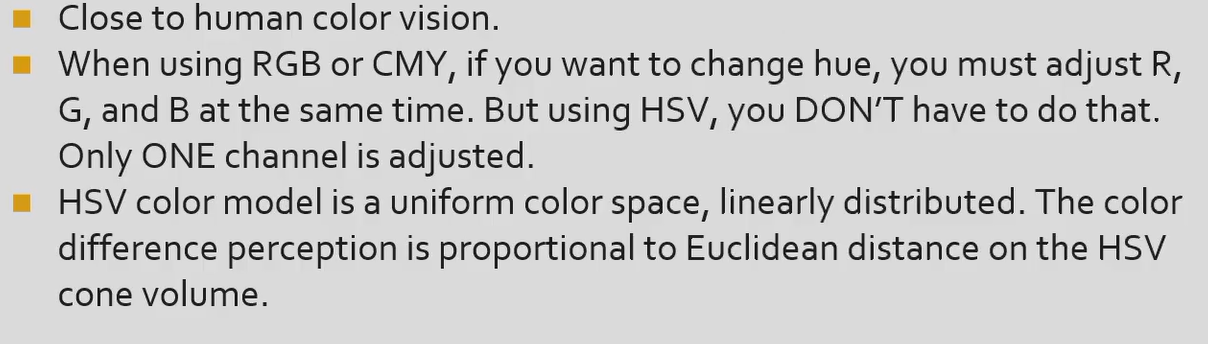 Close to human color vision.
When using RGB or CMY, if you want to change hue, you must adjust R,
G, and B at the same time. But using HSV, you DON'T have to do that.
Only ONE channel is adjusted.
HSV color model is a uniform color space, linearly distributed. The color
difference perception is proportional to Euclidean distance on the HSV
cone volume.